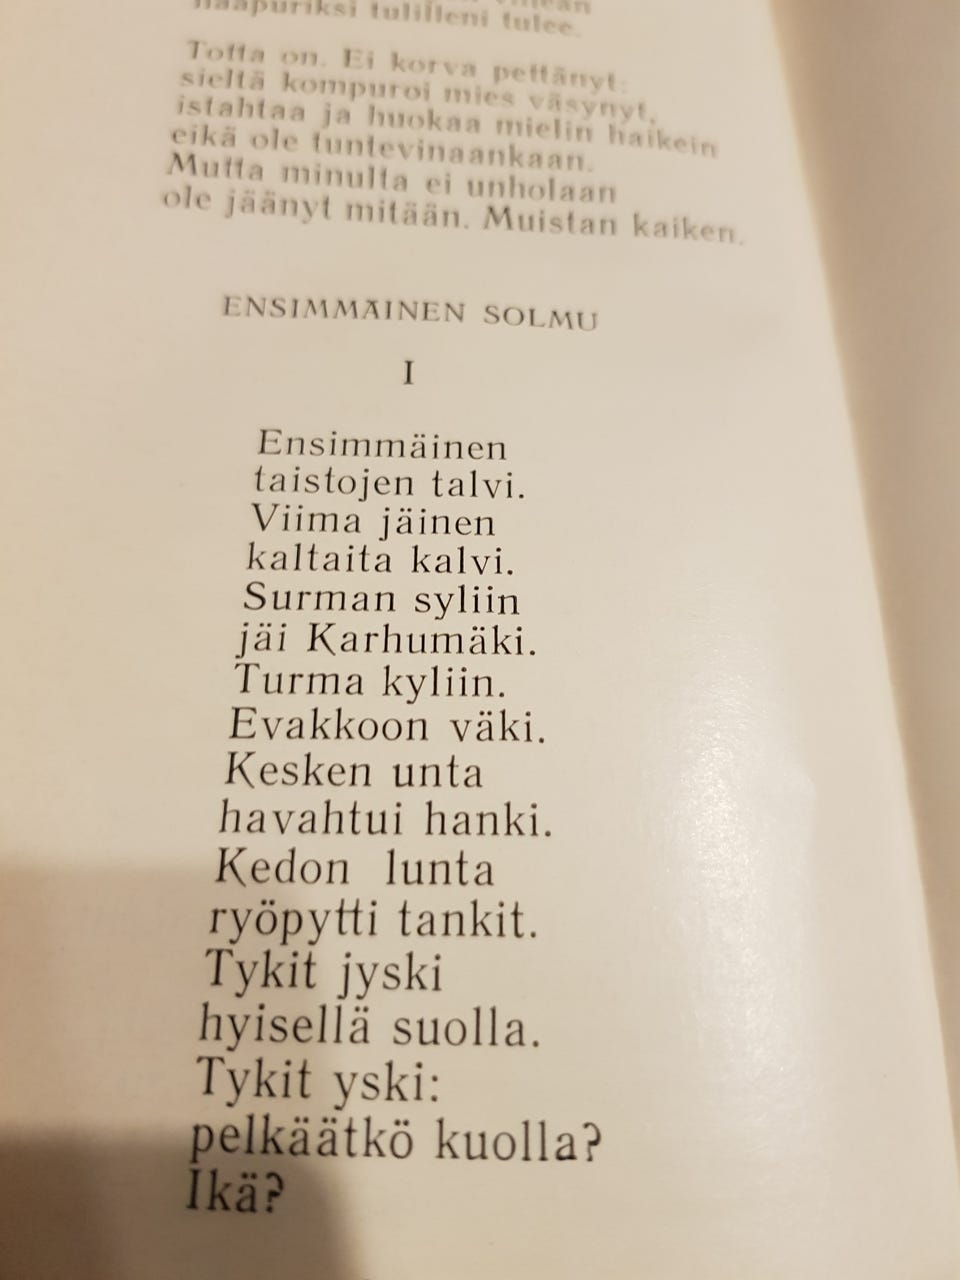 naapuriksi tulilleni tulee.
Totta on. Ei korva pettänyt:
sieltä kompuroi mies väsynyt,
istahtaa ja huokaa mielin haikein
eikä ole tuntevinaankaan.
Mutta minulta ei unholaan
ole jäänyt mitään. Muistan kaiken.
ENSIMMÄINEN SOLMU
I
Ensimmäinen
taistojen talvi.
Viima jäinen
kaltaita kalvi.
Surman syliin
jäi Karhumäki.
Turma kyliin.
Evakkoon väki.
Kesken unta
havahtui hanki.
Kedon lunta
ryöpytti tankit.
Tykit jyski
hyisellä suolla.
Tykit yski:
pelkäätkö kuolla?
Ikä?